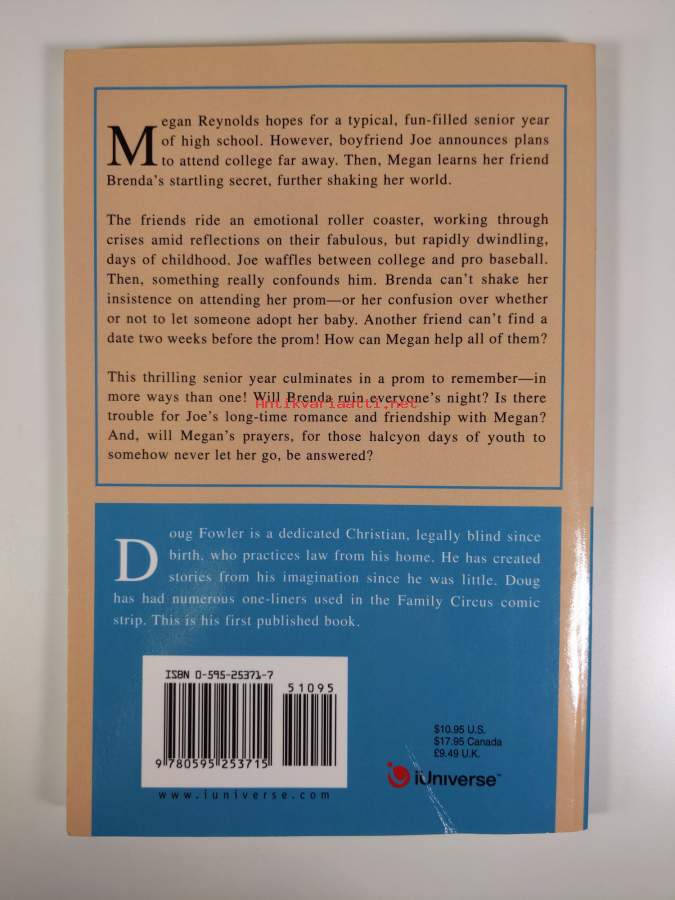 Megan Reynolds hopes for a typical, fun-filled senior year
of high school. However, boyfriend Joe announces plans
to attend college far away. Then, Megan learns her friend
Brenda's startling secret, further shaking her world.
The friends ride an emotional roller coaster, working through
crises amid reflections on their fabulous, but rapidly dwindling,
days of childhood. Joe waffles between college and pro baseball.
Then, something really confounds him. Brenda can't shake her
insistence on attending her prom—or her confusion over whether
or not to let someone adopt her baby. Another friend can't find a
date two weeks before the prom! How can Megan help all of them?
This thrilling senior year culminates in a prom to remember—in
more ways than one! Will Brenda ruin everyone's night? Is there
Antikvariaatti.net
trouble for Joe's long-time romance and friendship with Megan?
And, will Megan's prayers, for those halcyon days of youth to
somehow never let her go, be answered?
Doug Fowler is a dedicated Christian, legally blind since
birth, who practices law from his home. He has created
stories from his imagination since he was little. Doug
has had numerous one-liners used in the Family Circus comic
strip. This is his first published book.
ISBN 0-595-25371-7
51095
9 780595 253715
www.iuniverse.com
$10.95 U.S.
$17.95 Canada
£9.49 U.K.
iUniverse™